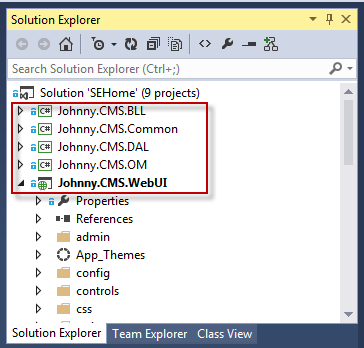 Solution Explorer
Search Solution Explorer (Ctrl+;)
Solution 'SEHome' (9 projects)
C# Johnny.CMS.BLL
C# Johnny.CMS.Common
C# Johnny.CMS.DAL
C# Johnny.CMS.OM
Johnny.CMS.WebUI
Properties
References
admin
App_Themes
config
controls
css
Solution Explorer Team Explorer Class View